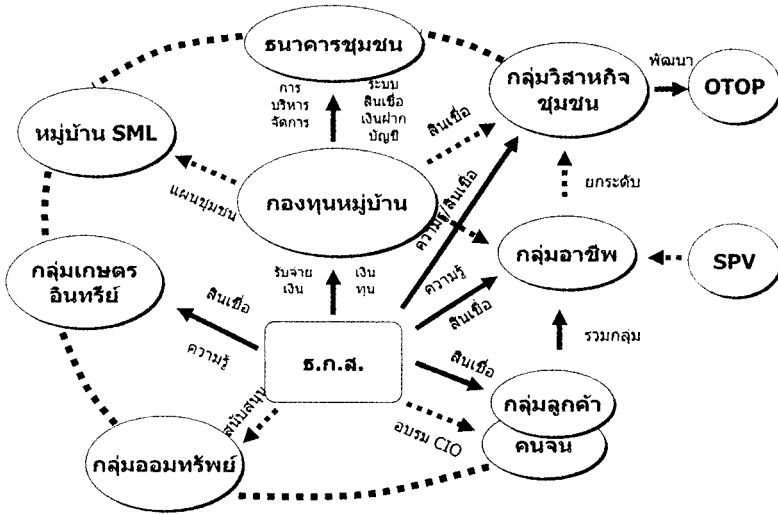 ธนาคารชุมชน
กลุ่มวิสาหกิจ
ชุมชน
พัฒนา
OTOP
การ
บริหาร
จัดการ
ระบบ
สินเชื่อ
เงินฝาก
บัญชี
สินเชื่อ
หมู่บ้าน SML
แผนชุมชน
กองทุนหมู่บ้าน
ความรู้/สินเชื่อ
ยกระดับ
กลุ่มอาชีพ
SPV
กลุ่มเกษตร
อินทรีย์
รับจ่าย
เงิน
เงิน
ทุน
ความรู้
สินเชื่อ
สินเชื่อ
ความรู้
ธ.ก.ส.
สินเชื่อ
รวมกลุ่ม
กลุ่มลูกค้า
คนจน
อบรม CIO
สนับสนุน
กลุ่มออมทรัพย์